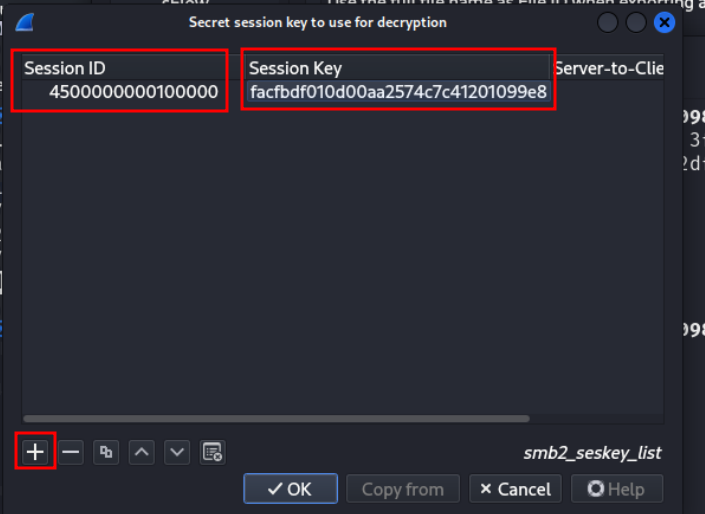 Secret session key to use for decryption
Session ID Session Key Server-to-Clie
4500000000100000 facfbdf010d00aa2574c7c41201099e8
smb2_seskey_list
OK Copy from Cancel Help